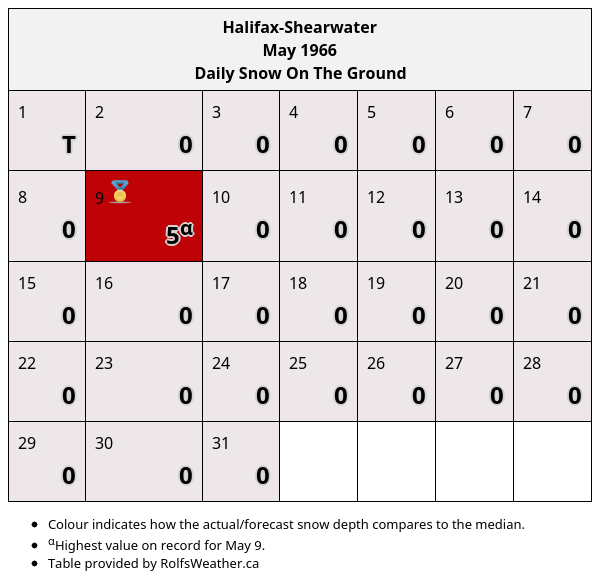 Halifax-Shearwater
May 1966
Daily Snow On The Ground
1 2 3 4 5 6 7
T 0 0 0 0 0 0
8 9 10 11 12 13 14
0 5ᵅ 0 0 0 0 0
15 16 17 18 19 20 21
0 0 0 0 0 0 0
22 23 24 25 26 27 28
0 0 0 0 0 0 0
29 30 31
0 0 0
• Colour indicates how the actual/forecast snow depth compares to the median.
• ᵅHighest value on record for May 9.
• Table provided by RolfsWeather.ca